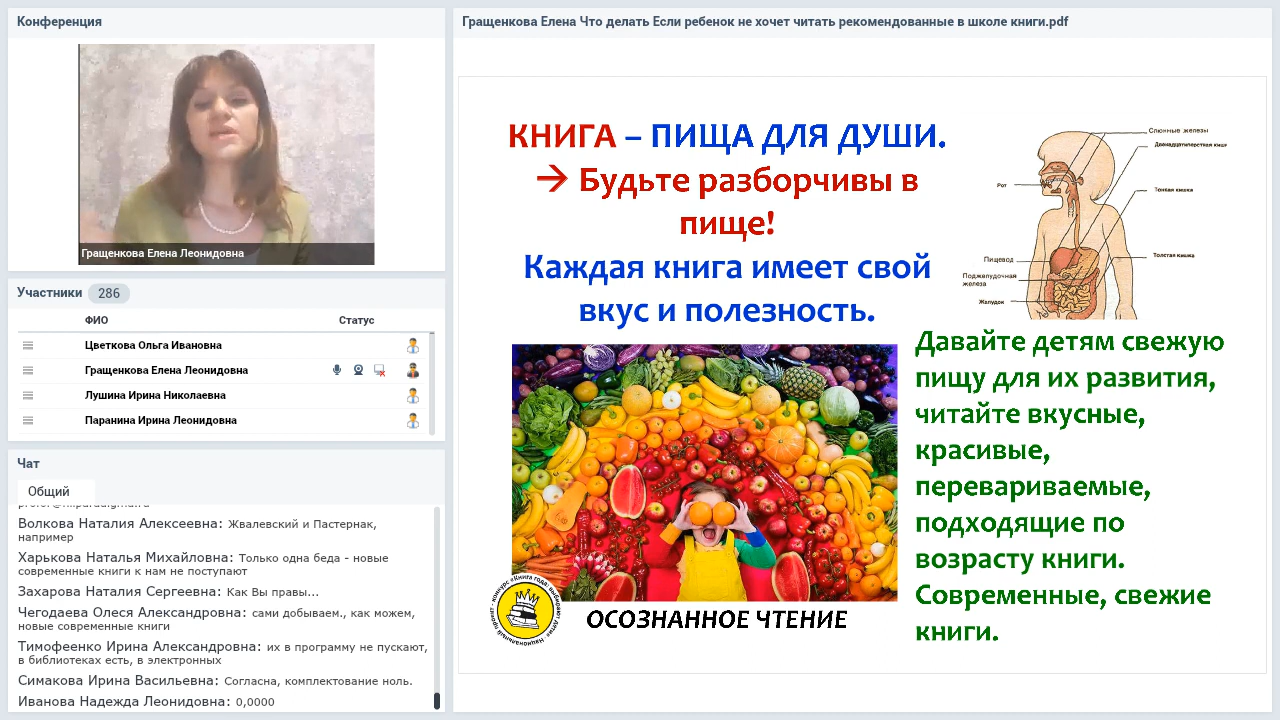 Конференция
Гращенкова Елена Леонидовна
Участники 286
ФИО Статус
Цветкова Ольга Ивановна
Гращенкова Елена Леонидовна
Лушина Ирина Николаевна
Паранина Ирина Леонидовна
Чат
Общий
Волкова Наталия Алексеевна: Жвалевский и Пастернак,
например
Харькова Наталья Михайловна: Только одна беда - новые
современные книги к нам не поступают
Захарова Наталия Сергеевна: Как Вы правы...
Чегодаева Олеся Александровна: сами добываем., как можем,
новые современные книги
Тимофеенко Ирина Александровна: их в программу не пускают,
в библиотеках есть, в электронных
Симакова Ирина Васильевна: Согласна, комплектование ноль.
Иванова Надежда Леонидовна: 0,0000
Гращенкова Елена Что делать Если ребенок не хочет читать рекомендованные в школе книги.pdf
КНИГА – ПИЩА ДЛЯ ДУШИ.
→ Будьте разборчивы в
пище!
Каждая книга имеет свой
вкус и полезность.
Слюнные железы
Двенадцатиперстная кишк
Рот
Тонкая кишка
Пищевод
Толстая кишка
Поджелудочная
железа
Желудок
Давайте детям свежую
пищу для их развития,
читайте вкусные,
красивые,
перевариваемые,
подходящие по
возрасту книги.
Современные, свежие
книги.
ОСОЗНАННОЕ ЧТЕНИЕ